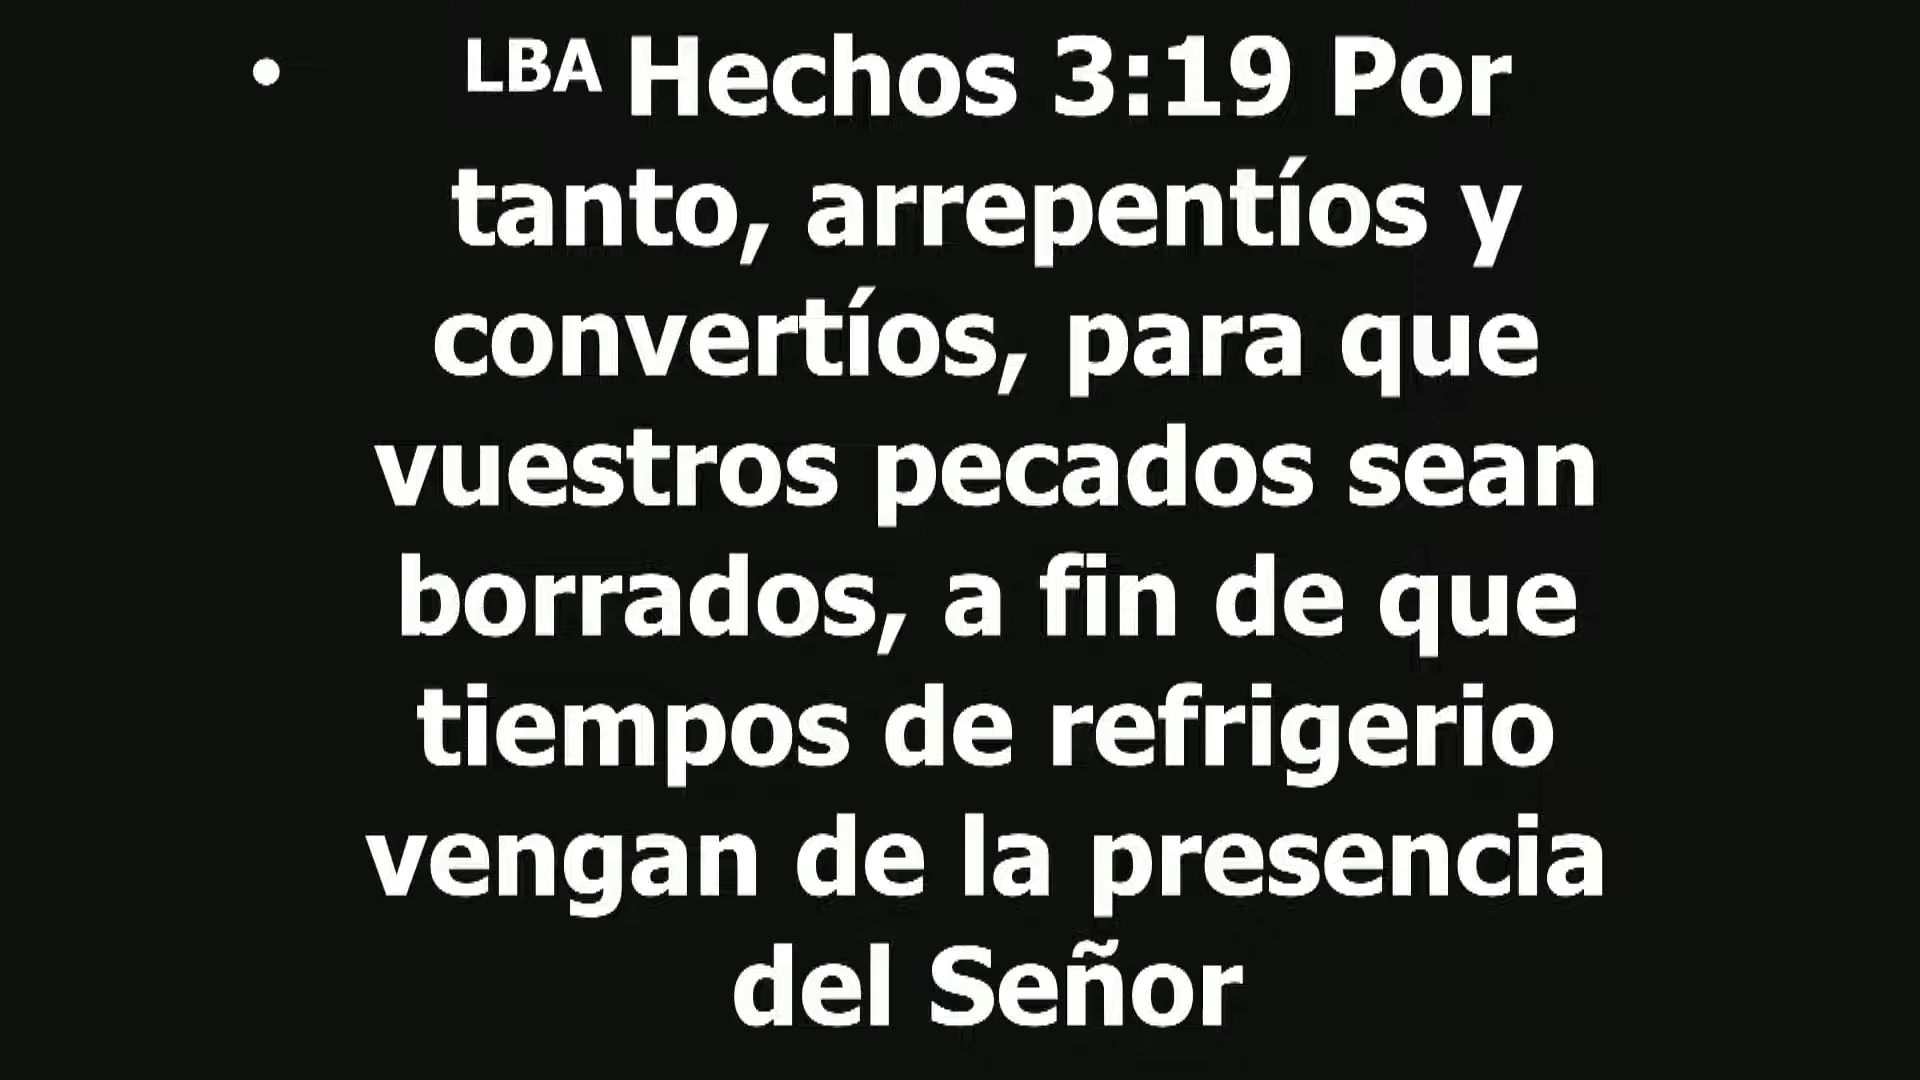 • LBA Hechos 3:19 Por
tanto, arrepentíos y
convertíos, para que
vuestros pecados sean
borrados, a fin de que
tiempos de refrigerio
vengan de la presencia
del Señor